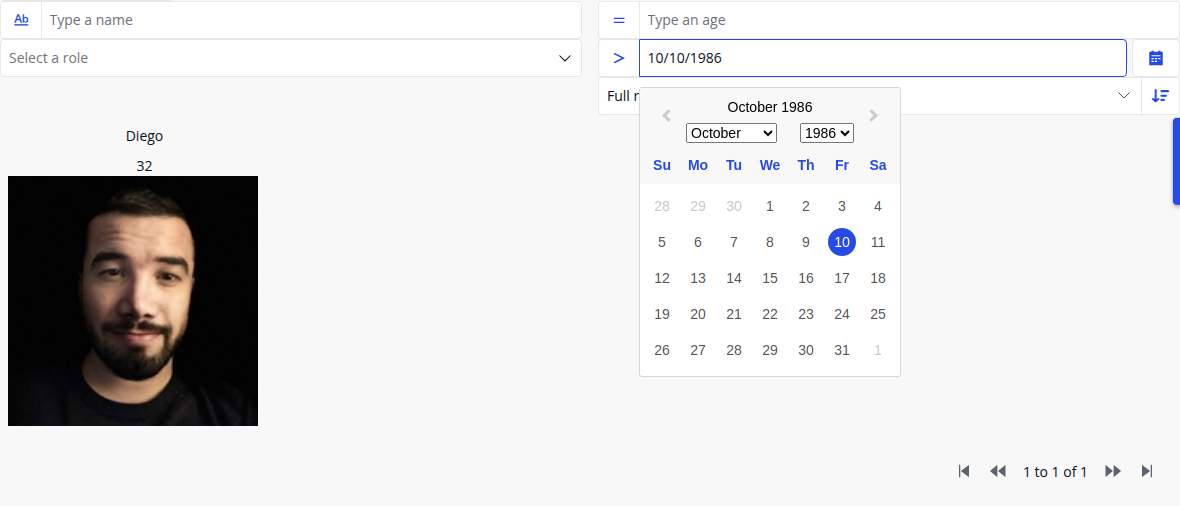 Ab Type a name
= Type an age
Select a role
> 10/10/1986
Full
October 1986
October 1986
Su Mo Tu We Th Fr Sa
28 29 30 1 2 3 4
5 6 7 8 9 10 11
12 13 14 15 16 17 18
19 20 21 22 23 24 25
26 27 28 29 30 31 1
Diego
32
1 to 1 of 1